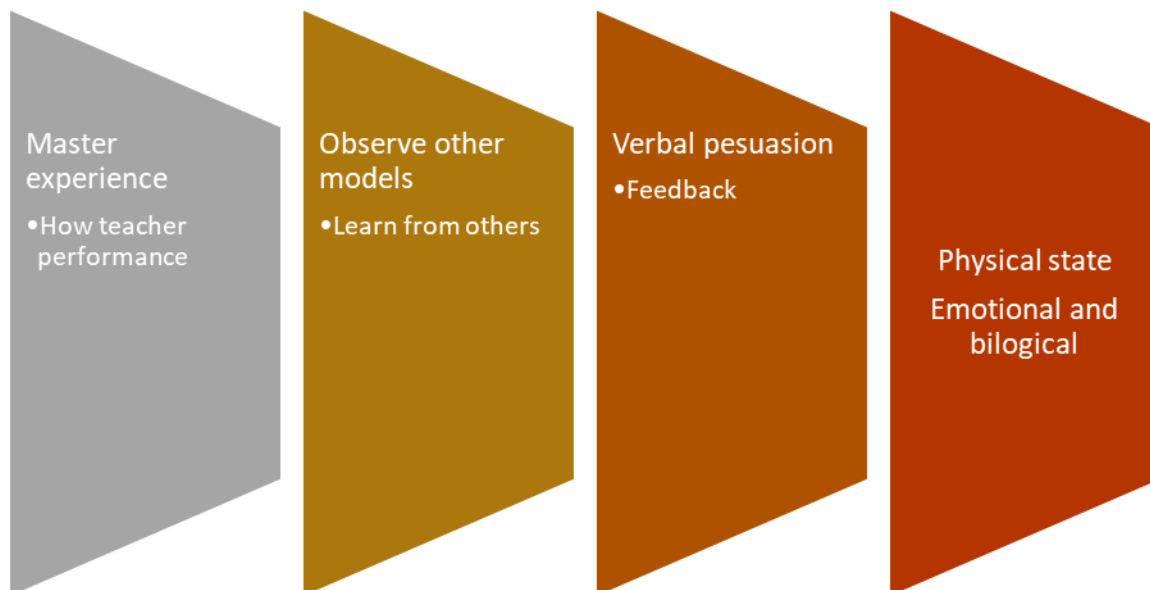 Master
experience
•How teacher
performance
Observe other
models
•Learn from others
Verbal pesuasion
•Feedback
Physical state
Emotional and
bilogical